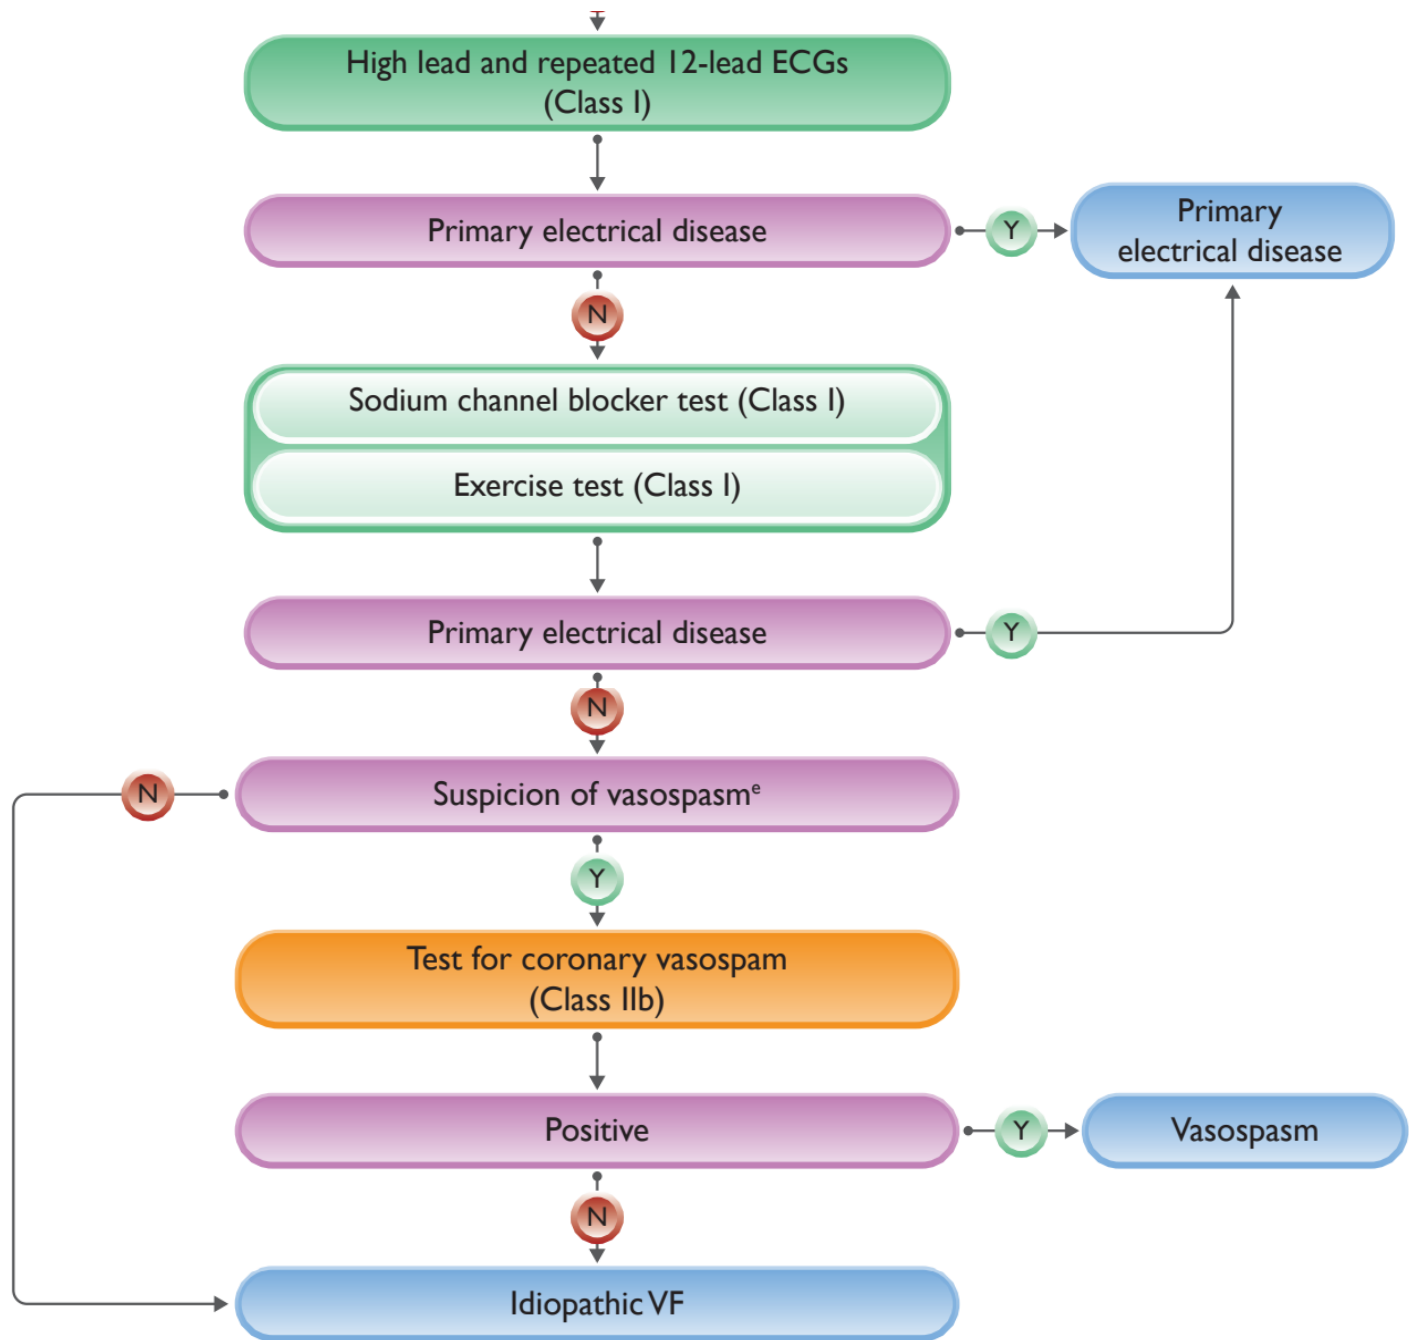 High lead and repeated 12-lead ECGs
(Class I)
Primary electrical disease
Y
Primary
electrical disease
N
Sodium channel blocker test (Class I)
Exercise test (Class I)
Primary electrical disease
Y
N
N
Suspicion of vasospasmᵉ
Y
Test for coronary vasospam
(Class IIb)
Positive
Y
Vasospasm
N
Idiopathic VF